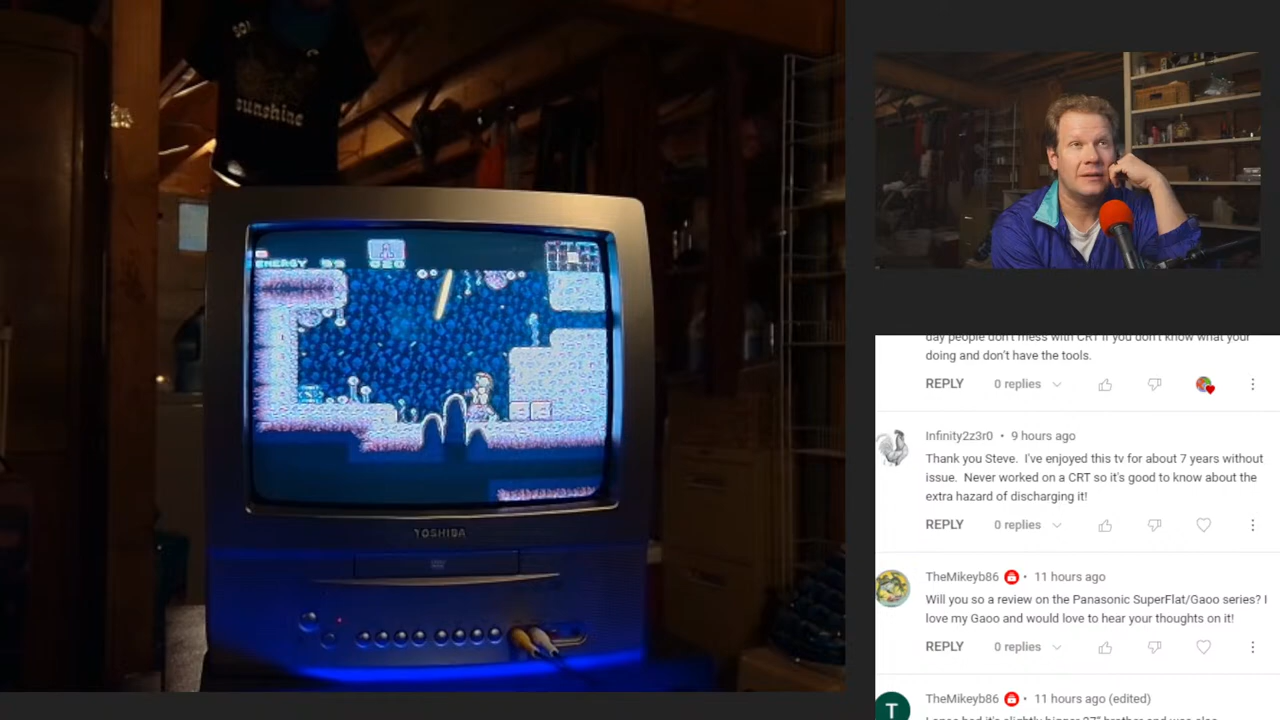 sunshine
ENERGY 99
020
TOSHIBA
day people don't mess with CRT if you don't know what your
doing and don't have the tools.
REPLY 0 replies
Infinity2z3r0 • 9 hours ago
Thank you Steve. I've enjoyed this tv for about 7 years without
issue. Never worked on a CRT so it's good to know about the
extra hazard of discharging it!
REPLY 0 replies
TheMikeyb86 • 11 hours ago
Will you so a review on the Panasonic SuperFlat/Gaoo series? I
love my Gaoo and would love to hear your thoughts on it!
REPLY 0 replies
TheMikeyb86 • 11 hours ago (edited)
T